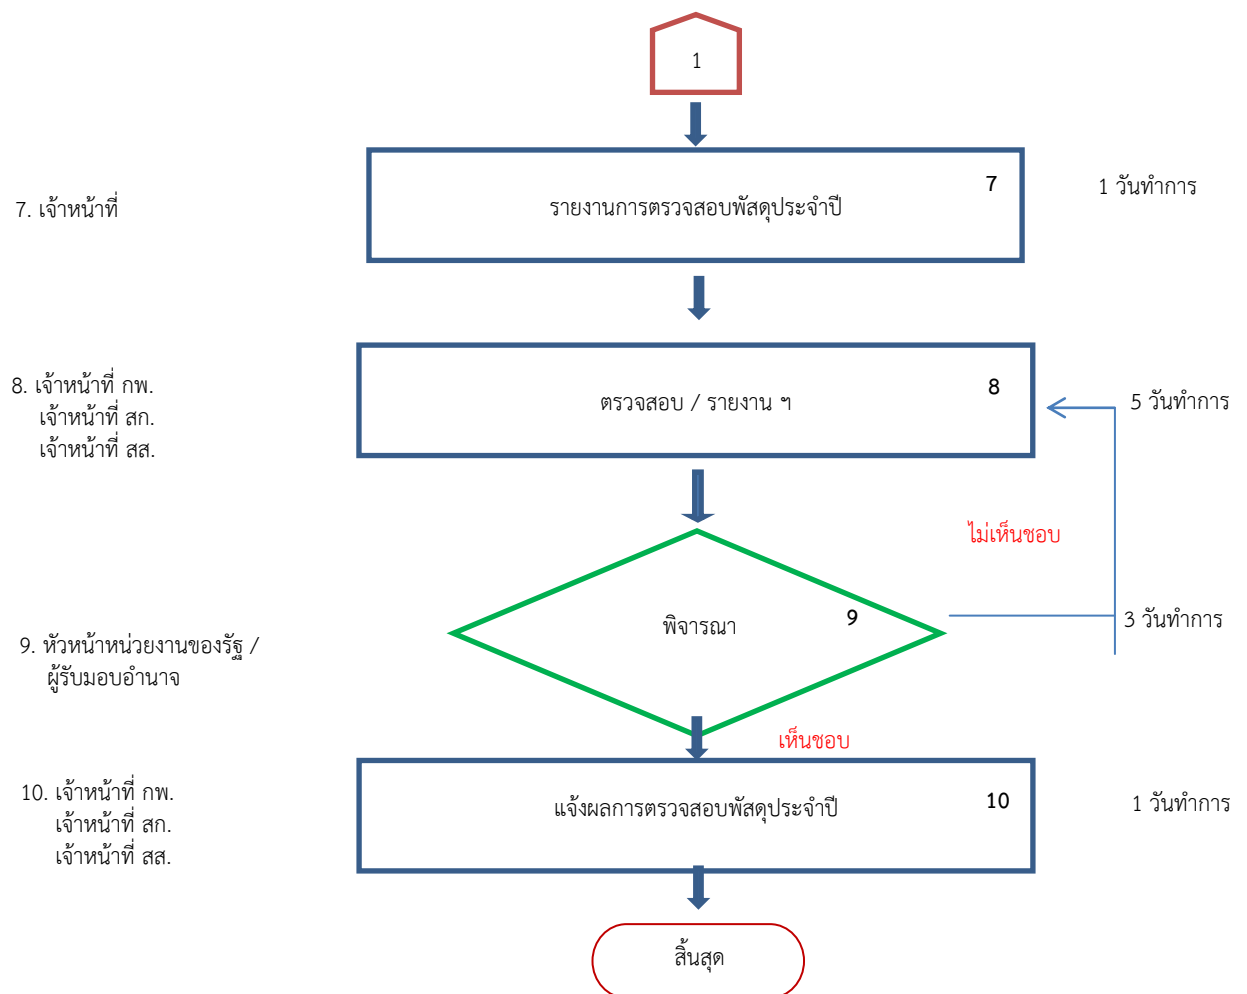 1
7. เจ้าหน้าที่
รายงานการตรวจสอบพัสดุประจำปี
7
1 วันทำการ
8. เจ้าหน้าที่ กพ.
เจ้าหน้าที่ สก.
เจ้าหน้าที่ สส.
ตรวจสอบ / รายงาน ฯ
8
5 วันทำการ
ไม่เห็นชอบ
9. หัวหน้าหน่วยงานของรัฐ /
ผู้รับมอบอำนาจ
พิจารณา
9
3 วันทำการ
เห็นชอบ
10. เจ้าหน้าที่ กพ.
เจ้าหน้าที่ สก.
เจ้าหน้าที่ สส.
แจ้งผลการตรวจสอบพัสดุประจำปี
10
1 วันทำการ
สิ้นสุด